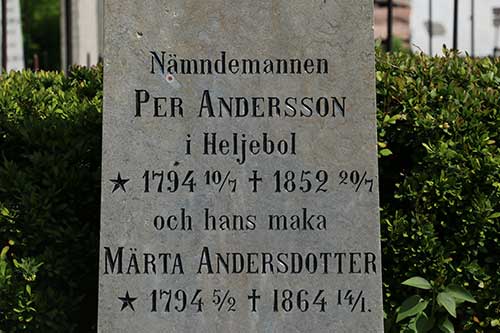 Nämndemannen
PER ANDERSSON
i Heljebol
★ 1794 10/7 † 1852 20/7
och hans maka
MÄRTA ANDERSDOTTER
★ 1794 5/2 † 1864 14/1.